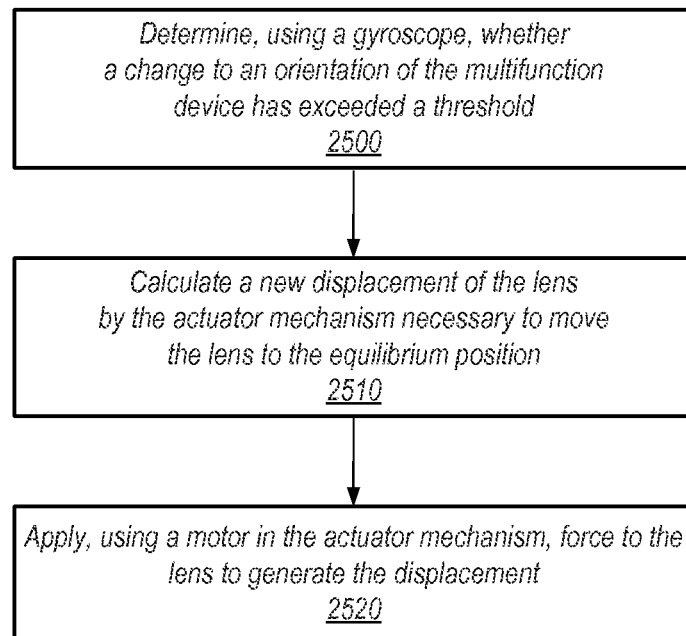 Determine, using a gyroscope, whether
a change to an orientation of the multifunction
device has exceeded a threshold
2500
Calculate a new displacement of the lens
by the actuator mechanism necessary to move
the lens to the equilibrium position
2510
Apply, using a motor in the actuator mechanism, force to the
lens to generate the displacement
2520